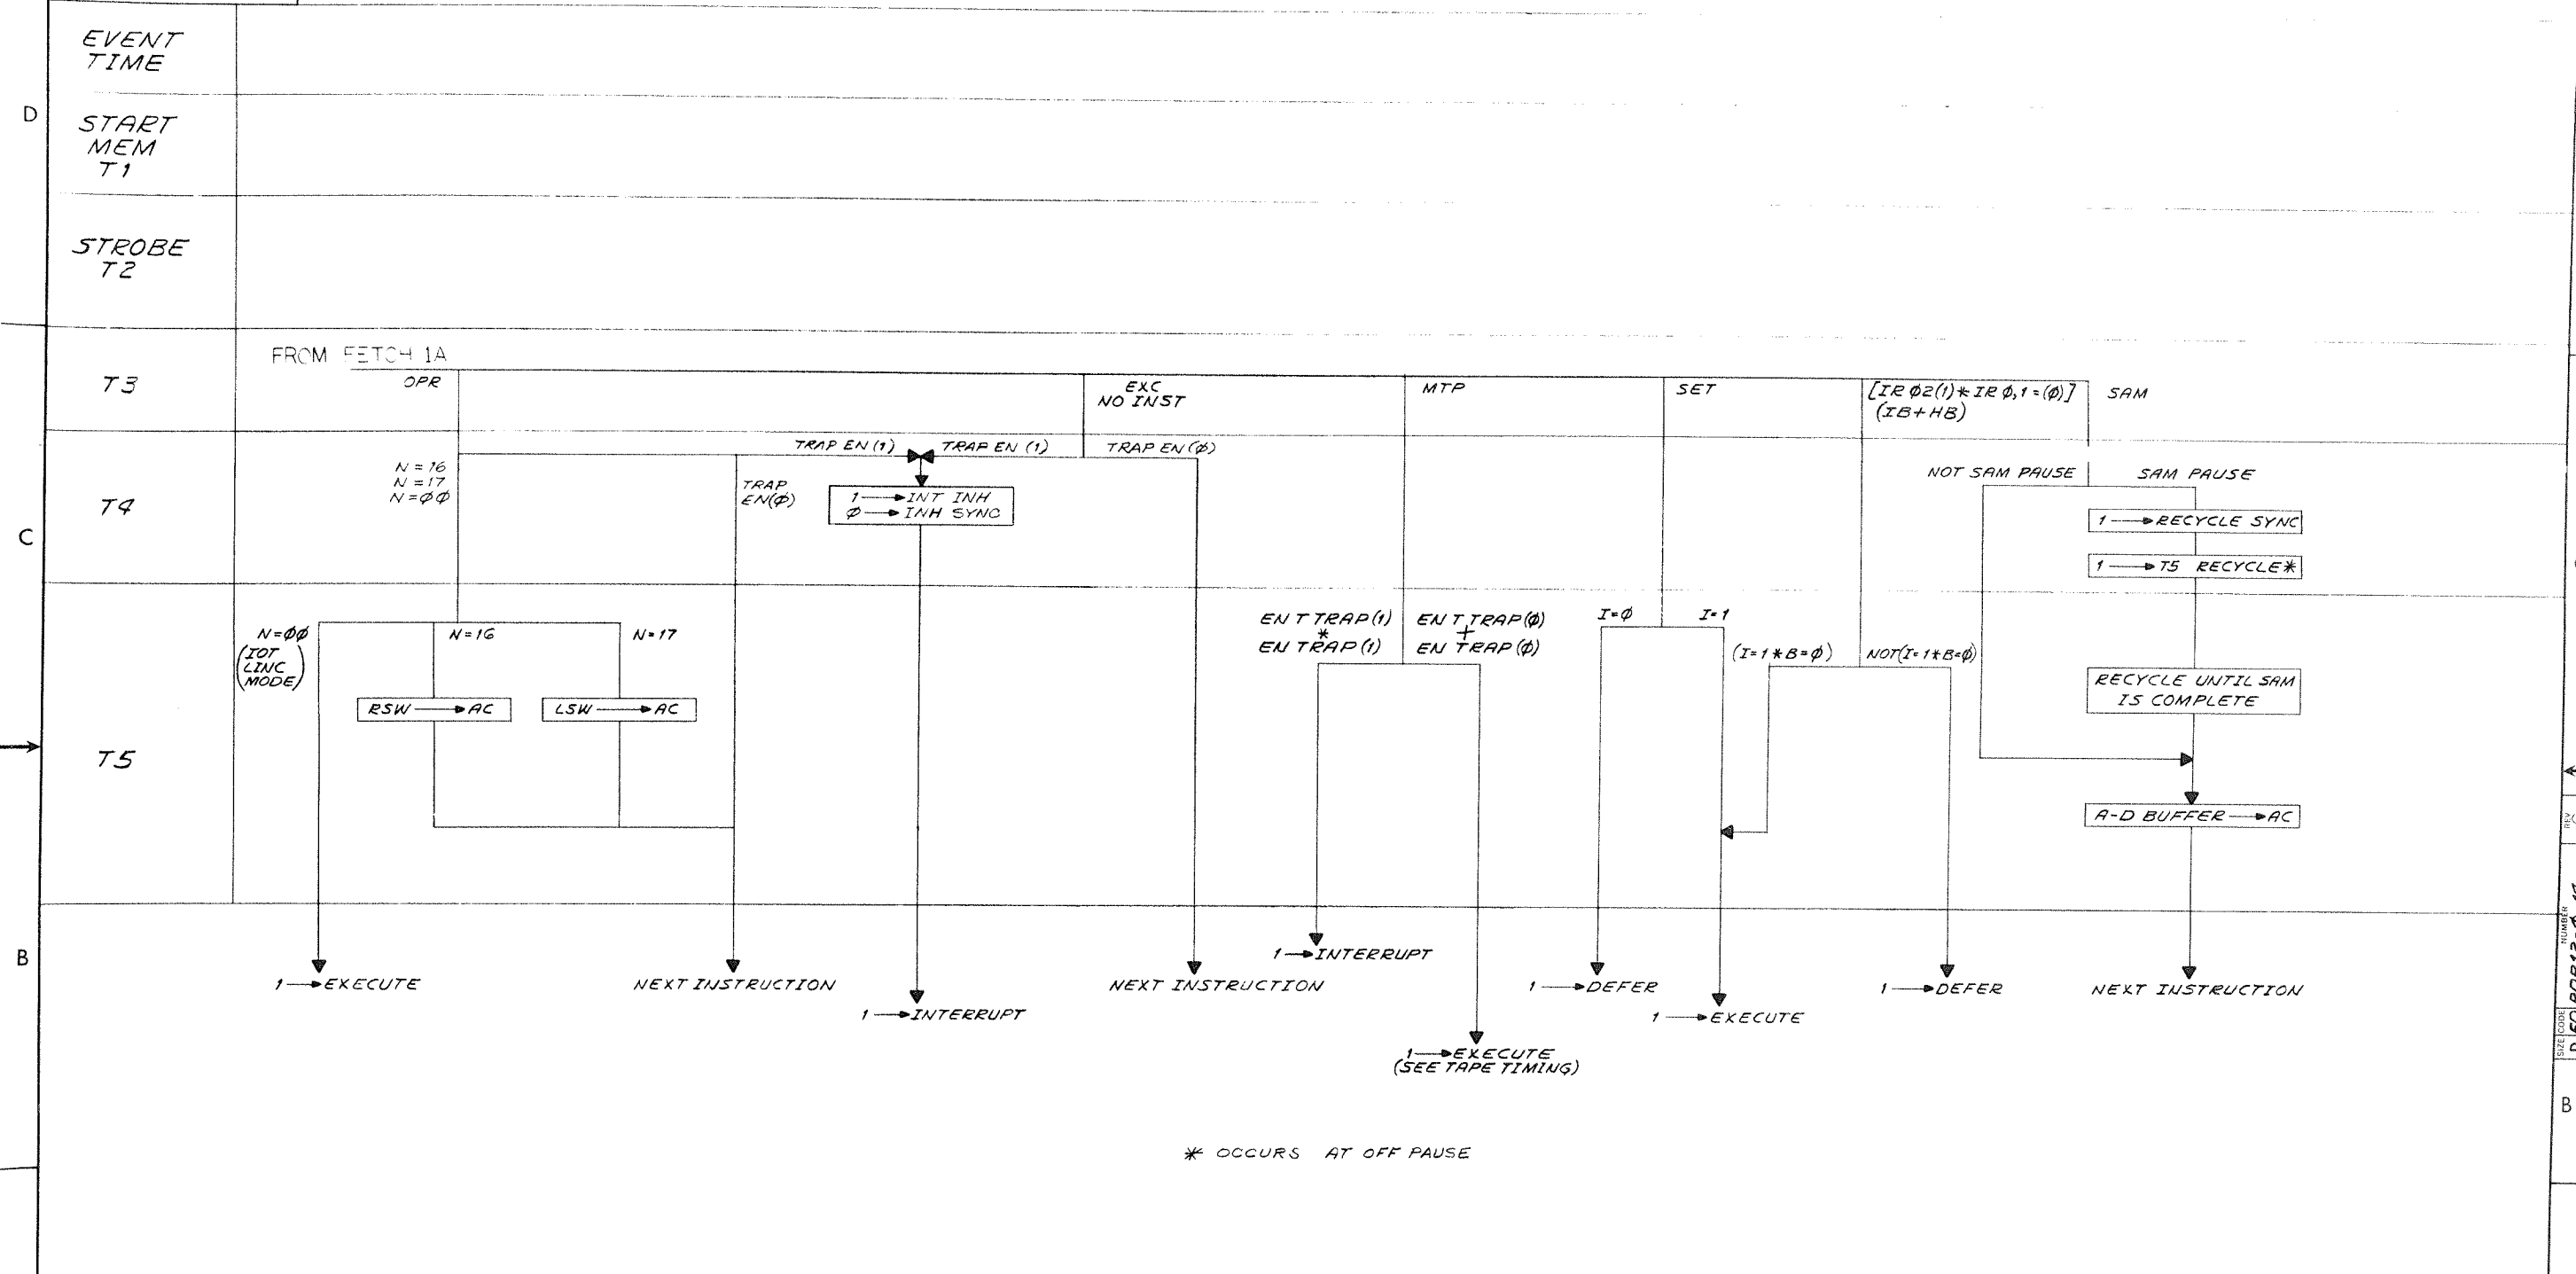 EVENT
TIME
D
START
MEM
T1
STROBE
T2
FROM FETCH 1A
T3
OPR
EXC
NO INST
MTP
SET
[IR Ø2(1)* IR Ø,1=(Ø)]
(IB+HB)
SAM
TRAP EN (1)
TRAP EN (1)
TRAP EN (Ø)
N = 16
N = 17
N = ØØ
TRAP
EN(Ø)
1 → INT INH
Ø → INH SYNC
NOT SAM PAUSE
SAM PAUSE
T4
C
1 → RECYCLE SYNC
1 → T5 RECYCLE*
N=ØØ
(IOT
LINC
MODE)
N=16
N=17
EN T TRAP(1)
*
EN TRAP(1)
EN T TRAP(Ø)
+
EN TRAP(Ø)
I=Ø
I=1
(I=1*B=Ø)
NOT(I=1*B=Ø)
RSW → AC
LSW → AC
RECYCLE UNTIL SAM
IS COMPLETE
T5
A-D BUFFER → AC
REV
B
1 → EXECUTE
NEXT INSTRUCTION
1 → INTERRUPT
NEXT INSTRUCTION
1 → INTERRUPT
1 → EXECUTE
(SEE TAPE TIMING)
1 → DEFER
1 → EXECUTE
1 → DEFER
NEXT INSTRUCTION
NUMBER
SIZE CODE
D
B
* OCCURS AT OFF PAUSE